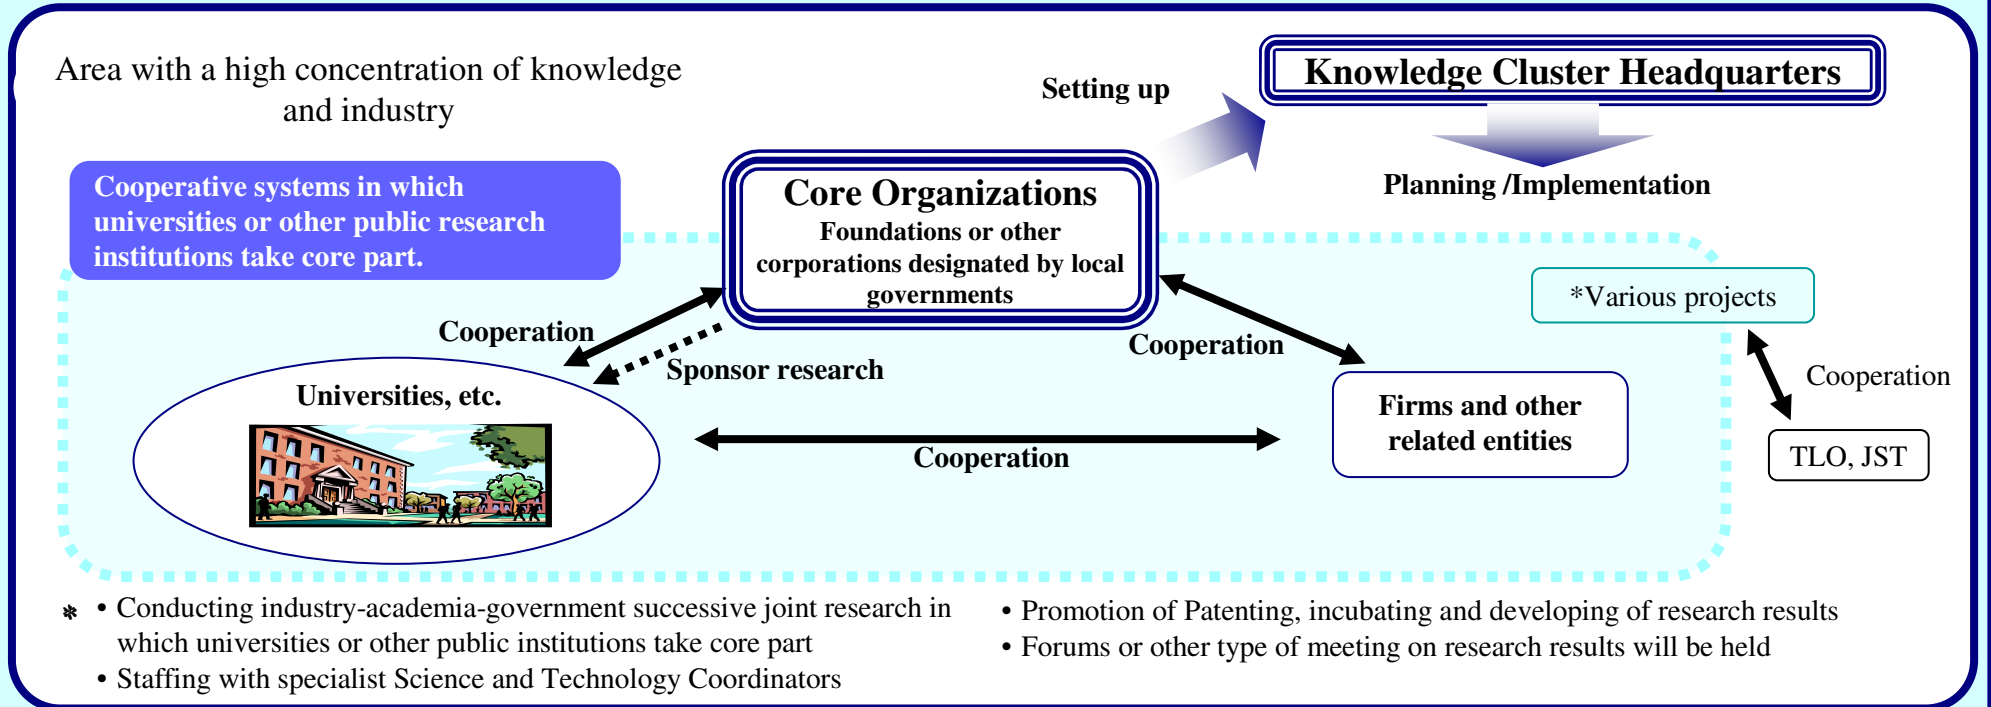 Area with a high concentration of knowledge
and industry
Setting up
Knowledge Cluster Headquarters
Planning /Implementation
Cooperative systems in which
universities or other public research
institutions take core part.
Core Organizations
Foundations or other
corporations designated by local
governments
*Various projects
Cooperation
Sponsor research
Cooperation
Cooperation
Universities, etc.
Firms and other
related entities
Cooperation
TLO, JST
* • Conducting industry-academia-government successive joint research in
which universities or other public institutions take core part
• Staffing with specialist Science and Technology Coordinators
• Promotion of Patenting, incubating and developing of research results
• Forums or other type of meeting on research results will be held